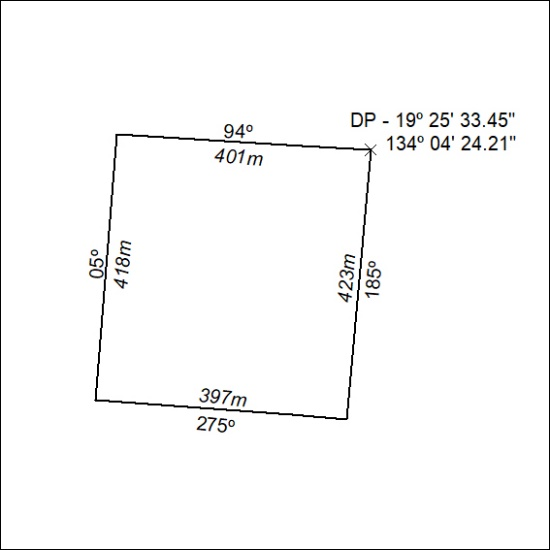 DP - 19º 25' 33.45"
134º 04' 24.21"
94º
401m
05º
418m
423m
185º
397m
275º